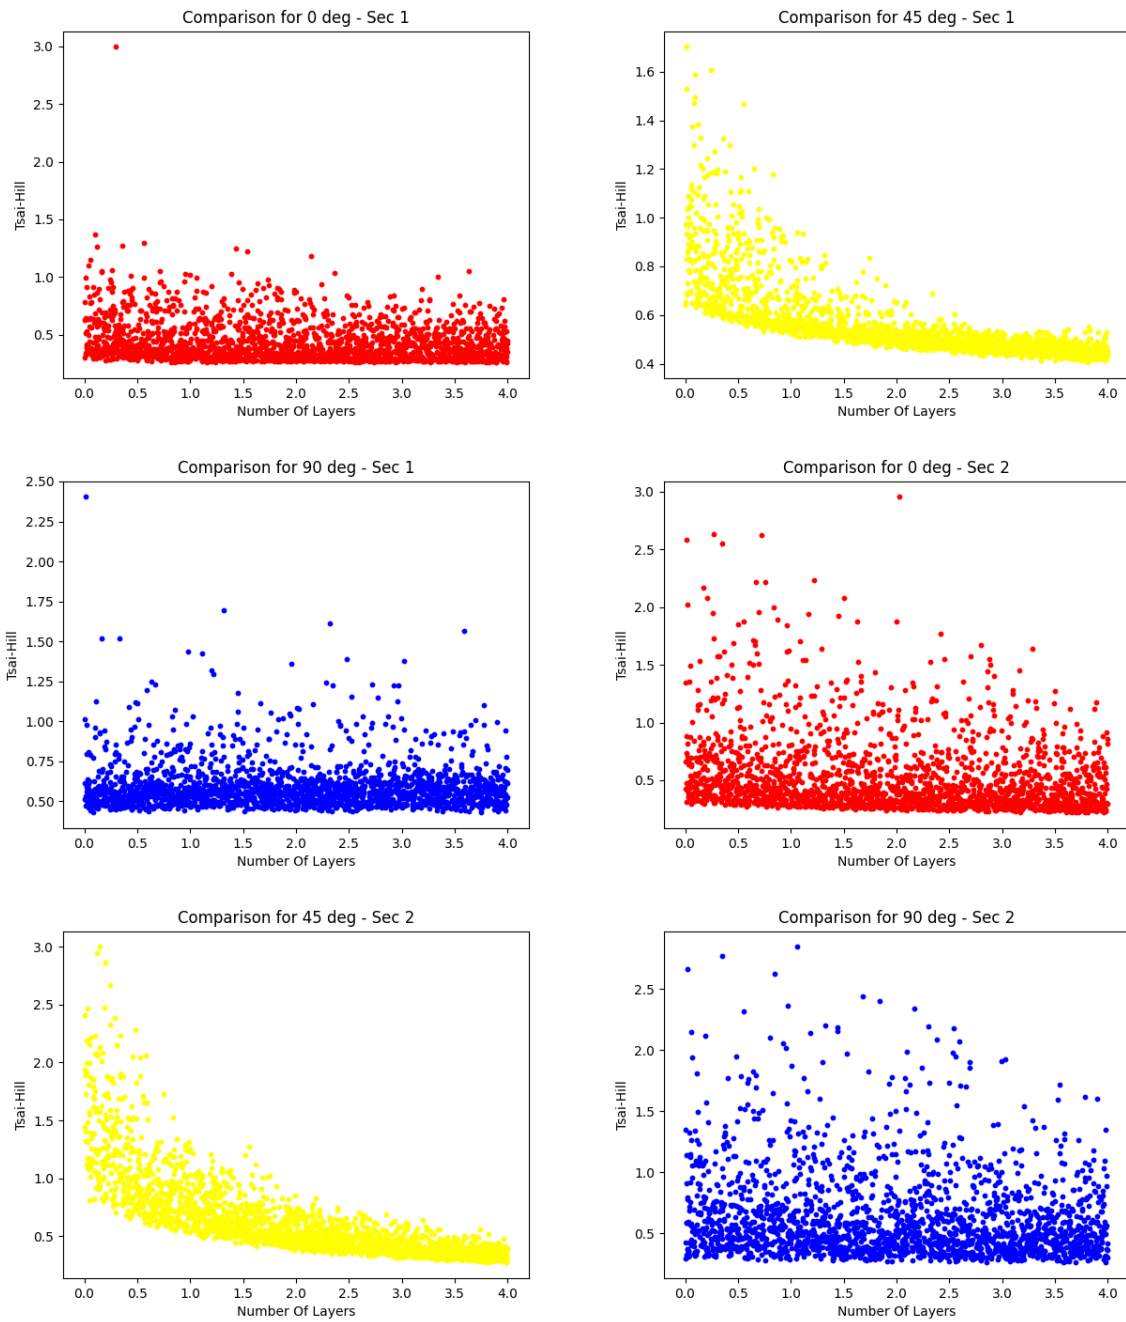 Comparison for 0 deg - Sec 1
3.0
2.5
2.0
1.5
1.0
0.5
Tsai-Hill
0.0 0.5 1.0 1.5 2.0 2.5 3.0 3.5 4.0
Number Of Layers
Comparison for 45 deg - Sec 1
1.6
1.4
1.2
1.0
0.8
0.6
0.4
Tsai-Hill
0.0 0.5 1.0 1.5 2.0 2.5 3.0 3.5 4.0
Number Of Layers
Comparison for 90 deg - Sec 1
2.50
2.25
2.00
1.75
1.50
1.25
1.00
0.75
0.50
Tsai-Hill
0.0 0.5 1.0 1.5 2.0 2.5 3.0 3.5 4.0
Number Of Layers
Comparison for 0 deg - Sec 2
3.0
2.5
2.0
1.5
1.0
0.5
Tsai-Hill
0.0 0.5 1.0 1.5 2.0 2.5 3.0 3.5 4.0
Number Of Layers
Comparison for 45 deg - Sec 2
3.0
2.5
2.0
1.5
1.0
0.5
Tsai-Hill
0.0 0.5 1.0 1.5 2.0 2.5 3.0 3.5 4.0
Number Of Layers
Comparison for 90 deg - Sec 2
2.5
2.0
1.5
1.0
0.5
Tsai-Hill
0.0 0.5 1.0 1.5 2.0 2.5 3.0 3.5 4.0
Number Of Layers